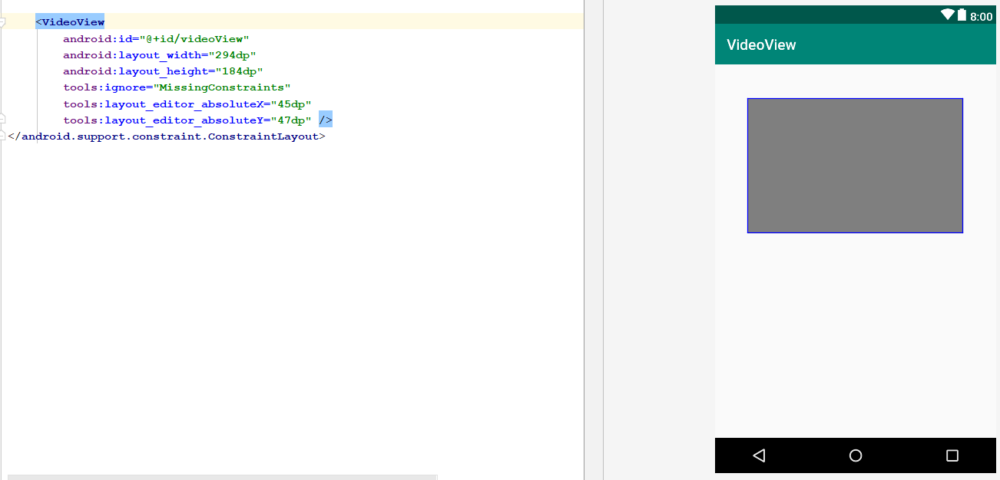 <VideoView
android:id="@+id/videoView"
android:layout_width="294dp"
android:layout_height="184dp"
tools:ignore="MissingConstraints"
tools:layout_editor_absoluteX="45dp"
tools:layout_editor_absoluteY="47dp" />
</android.support.constraint.ConstraintLayout>
8:00
VideoView